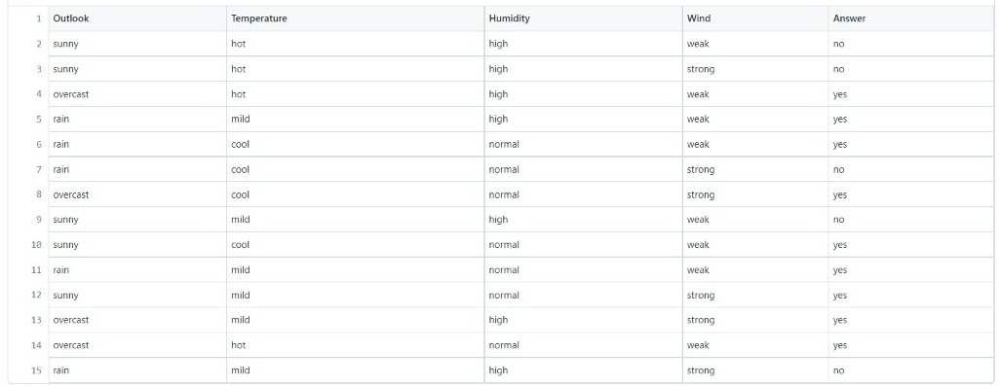 1 Outlook Temperature Humidity Wind Answer
2 sunny hot high weak no
3 sunny hot high strong no
4 overcast hot high weak yes
5 rain mild high weak yes
6 rain cool normal weak yes
7 rain cool normal strong no
8 overcast cool normal strong yes
9 sunny mild high weak no
10 sunny cool normal weak yes
11 rain mild normal weak yes
12 sunny mild normal strong yes
13 overcast mild high strong yes
14 overcast hot normal weak yes
15 rain mild high strong no